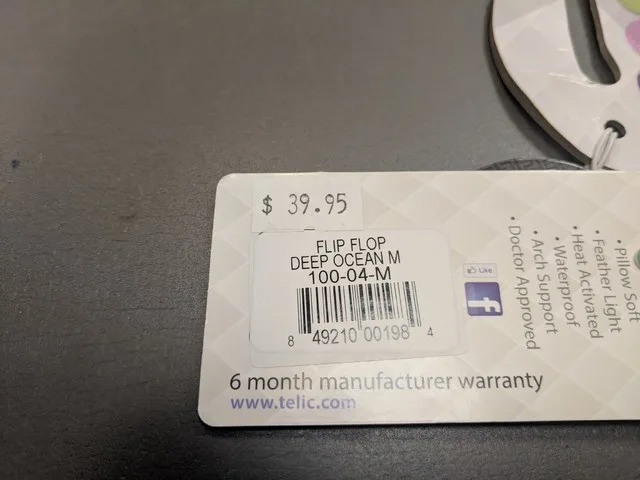 $ 39.95
FLIP FLOP
DEEP OCEAN M
100-04-M
8 49210 00198 4
Like
f
• Pillow Soft
• Feather Light
• Heat Activated
• Waterproof
• Arch Support
• Doctor Approved
6 month manufacturer warranty
www.telic.com